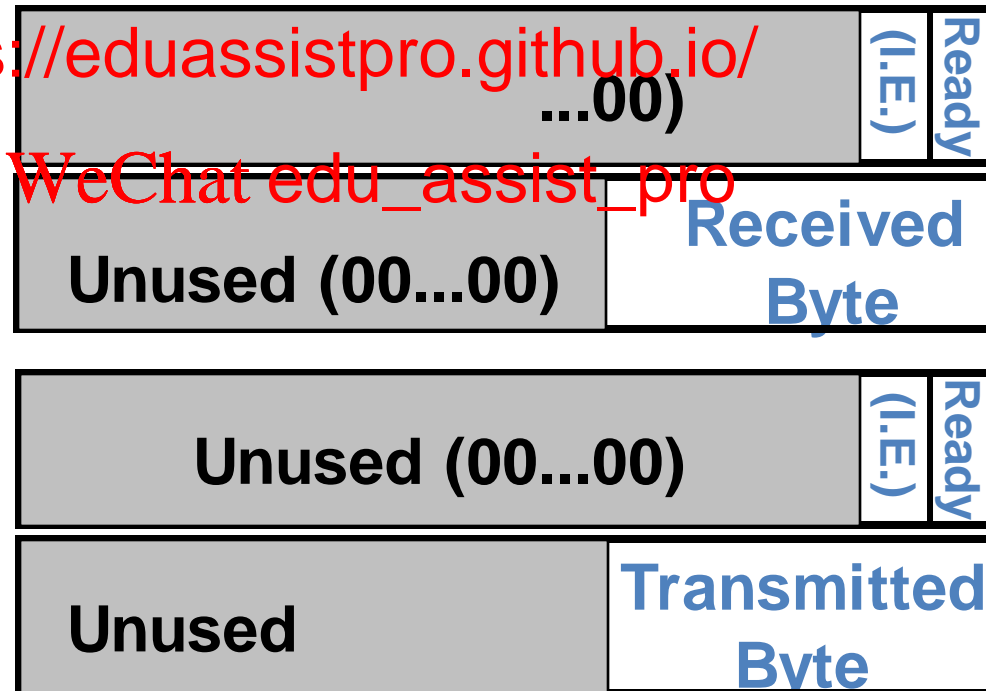 s://eduassistpro.github.io/
...00)
(I.E.)
Ready
WeChat edu_assist_pro
Received
Unused (00...00)
Byte
Unused (00...00)
(I.E.)
Ready
Transmitted
Unused
Byte